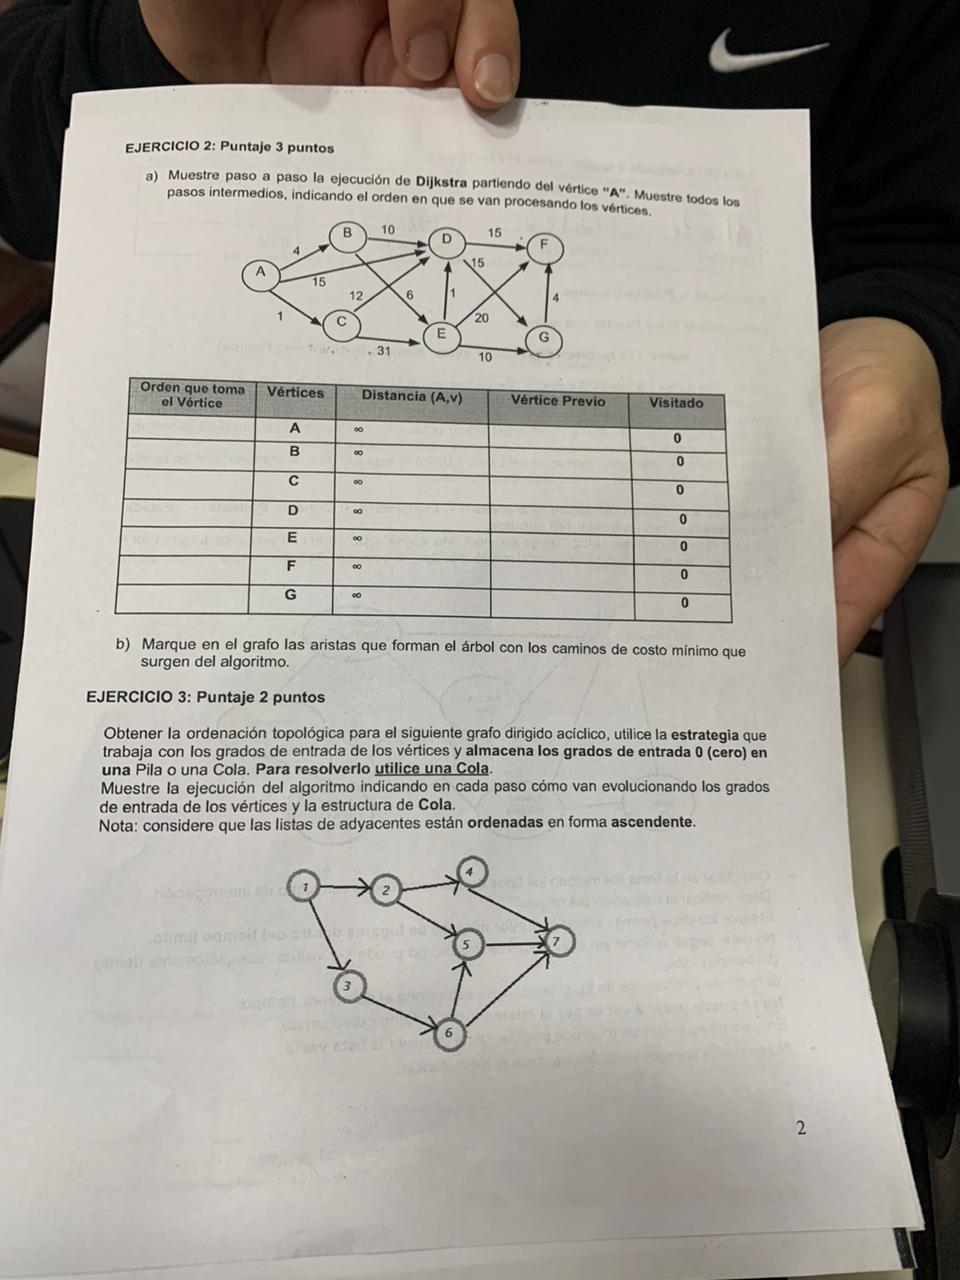 EJERCICIO 2: Puntaje 3 puntos
a) Muestre paso a paso la ejecución de Dijkstra partiendo del vértice “A”. Muestre todos los
pasos intermedios, indicando el orden en que se van procesando los vértices.
B 10 D 15 F
4
A 15 15
12 6 1 4
1 C E 20 G
31 10
Orden que toma el Vértice Vértices Distancia (A,v) Vértice Previo Visitado
A ∞ 0
B ∞ 0
C ∞ 0
D ∞ 0
E ∞ 0
F ∞ 0
G ∞ 0
b) Marque en el grafo las aristas que forman el árbol con los caminos de costo mínimo que
surgen del algoritmo.
EJERCICIO 3: Puntaje 2 puntos
Obtener la ordenación topológica para el siguiente grafo dirigido acíclico, utilice la estrategia que
trabaja con los grados de entrada de los vértices y almacena los grados de entrada 0 (cero) en
una Pila o una Cola. Para resolverlo utilice una Cola.
Muestre la ejecución del algoritmo indicando en cada paso cómo van evolucionando los grados
de entrada de los vértices y la estructura de Cola.
Nota: considere que las listas de adyacentes están ordenadas en forma ascendente.
1 2 4
5 7
3
6
2